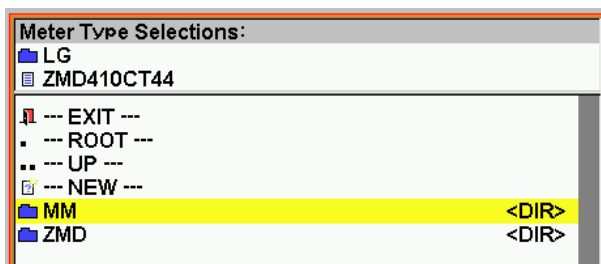 Meter Type Selections:
LG
ZMD410CT44
--- EXIT ---
. --- ROOT ---
.. --- UP ---
--- NEW ---
MM <DIR>
ZMD <DIR>